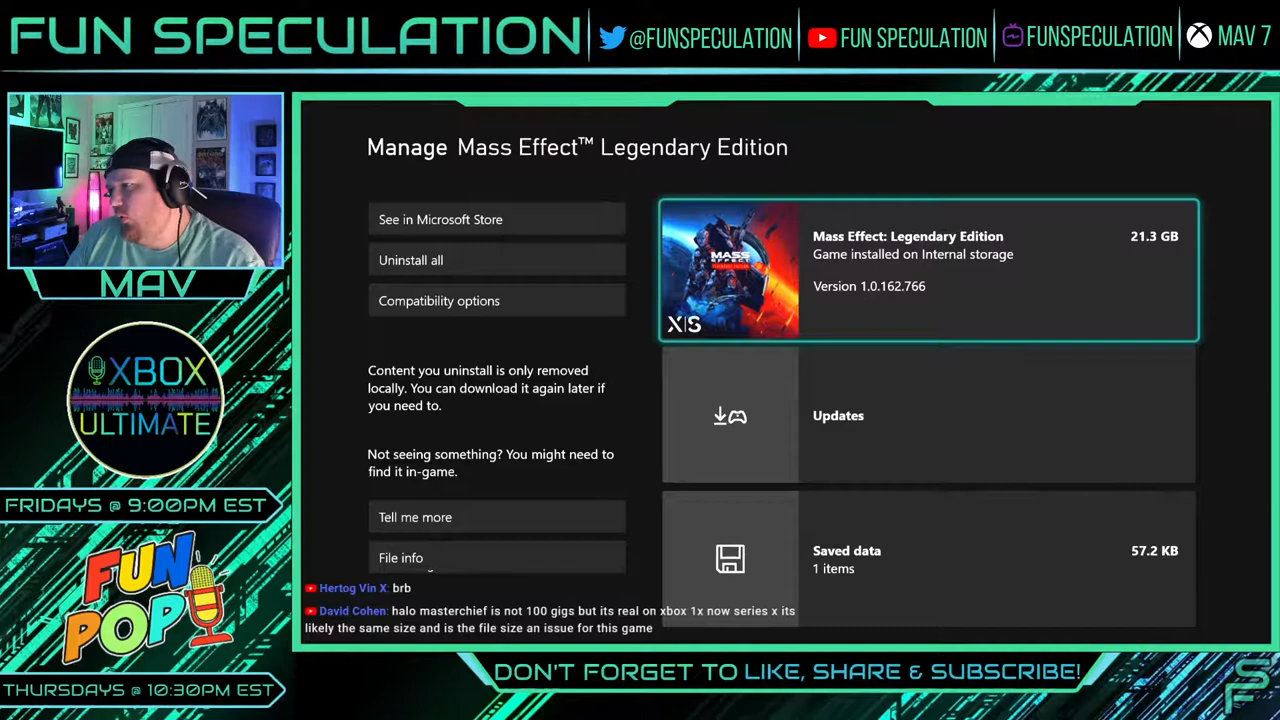 FUN SPECULATION
@FUNSPECULATION
FUN SPECULATION
FUNSPECULATION
MAV 7
MAV
XBOX
ULTIMATE
FRIDAYS @ 9:00PM EST
FUN
POP
THURSDAYS @ 10:30PM EST
Manage Mass Effect™ Legendary Edition
See in Microsoft Store
Uninstall all
Compatibility options
Content you uninstall is only removed
locally. You can download it again later if
you need to.
Not seeing something? You might need to
find it in-game.
Tell me more
File info
MASS
EFFECT
X|S
Mass Effect: Legendary Edition
21.3 GB
Game installed on Internal storage
Version 1.0.162.766
Updates
Saved data
57.2 KB
1 items
Hertog Vin X: brb
David Cohen: halo masterchief is not 100 gigs but its real on xbox 1x now series x its
likely the same size and is the file size an issue for this game
DON'T FORGET TO LIKE, SHARE & SUBSCRIBE!
SF